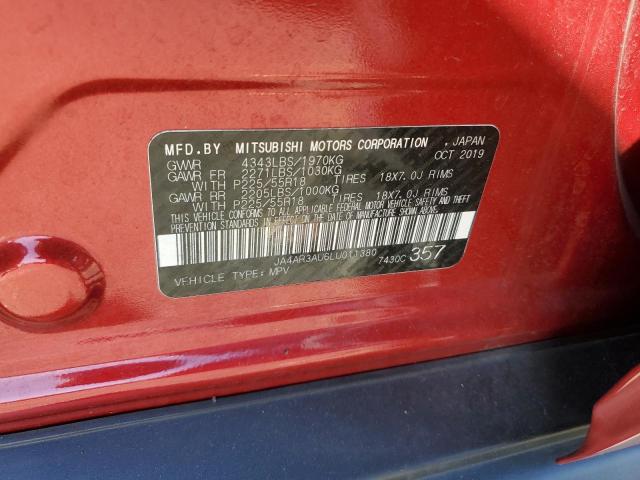 MFD.BY MITSUBISHI MOTORS CORPORATION, JAPAN
GVWR 4343LBS/1970KG OCT 2019
GAWR FR 2271LBS/1030KG
WITH P225/55R18 TIRES 18X7.0J RIMS
GAWR RR 2205LBS/1000KG
WITH P225/55R18 TIRES 18X7.0J RIMS
THIS VEHICLE CONFORMS TO ALL APPLICABLE FEDERAL MOTOR VEHICLE SAFETY AND THEFT
PREVENTION STANDARDS IN EFFECT ON THE DATE OF MANUFACTURE SHOWN ABOVE.
JA4AR3AU6LU011380 7430C 357
VEHICLE TYPE: MPV